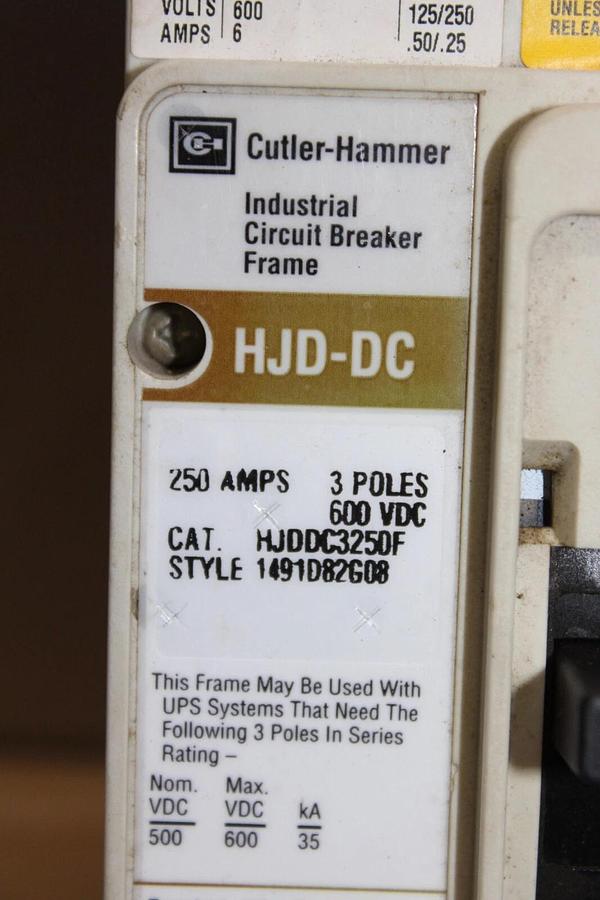 VOLTS 600 125/250
AMPS 6 .50/.25
UNLES
RELEA
Cutler-Hammer
Industrial
Circuit Breaker
Frame
HJD-DC
250 AMPS 3 POLES
600 VDC
CAT. HJDDC3250F
STYLE 1491D82G08
This Frame May Be Used With
UPS Systems That Need The
Following 3 Poles In Series
Rating –
Nom. Max.
VDC VDC kA
500 600 35